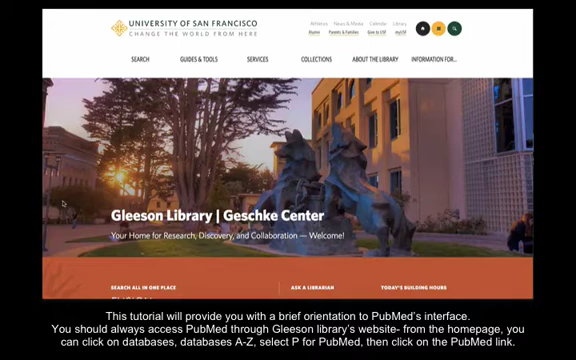 UNIVERSITY OF SAN FRANCISCO
CHANGE THE WORLD FROM HERE
Athletics News & Media Calendar Library
Alumni Parents & Families Give to USF myUSF
SEARCH GUIDES & TOOLS SERVICES COLLECTIONS ABOUT THE LIBRARY INFORMATION FOR...
Gleeson Library | Geschke Center
Your Home for Research, Discovery, and Collaboration — Welcome!
SEARCH ALL IN ONE PLACE ASK A LIBRARIAN TODAY'S BUILDING HOURS
This tutorial will provide you with a brief orientation to PubMed's interface.
You should always access PubMed through Gleeson library's website- from the homepage, you
can click on databases, databases A-Z, select P for PubMed, then click on the PubMed link.